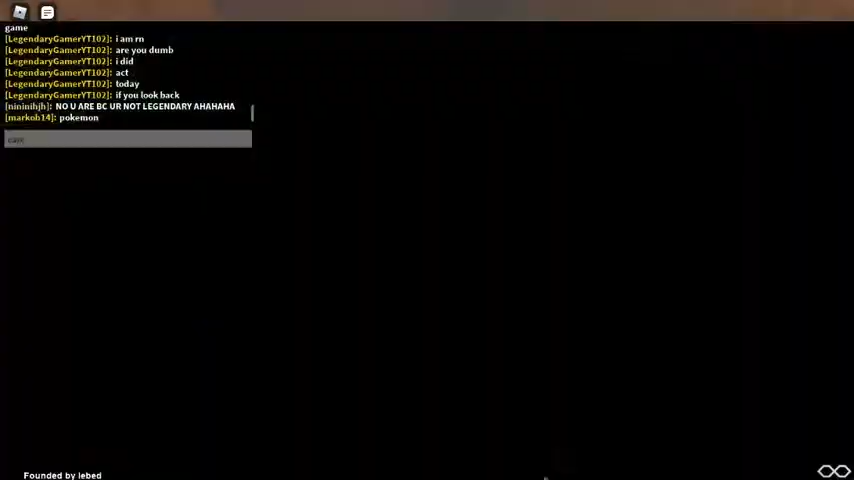 game
[LegendaryGamerYT102]: i am rn
[LegendaryGamerYT102]: are you dumb
[LegendaryGamerYT102]: i did
[LegendaryGamerYT102]: act
[LegendaryGamerYT102]: today
[LegendaryGamerYT102]: if you look back
[nininihjh]: NO U ARE BC UR NOT LEGENDARY AHAHAHA
[markob14]: pokemon
Founded by lebed